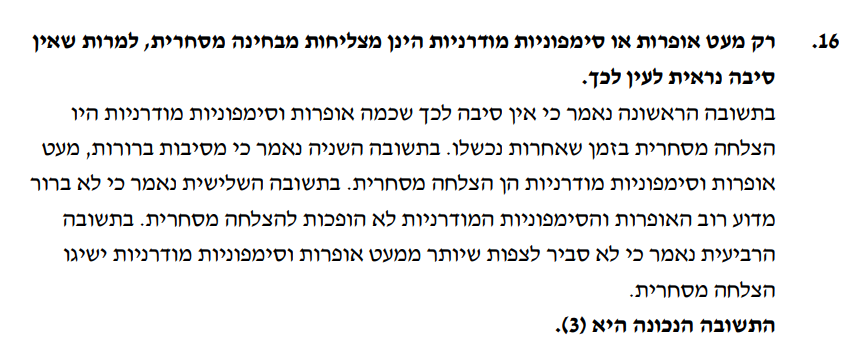 16. רק מעט אופרות או סימפוניות מודרניות הינן מצליחות מבחינה מסחרית, למרות שאין
סיבה נראית לעין לכך.
בתשובה הראשונה נאמר כי אין סיבה לכך שכמה אופרות וסימפוניות מודרניות היו
הצלחה מסחרית בזמן שאחרות נכשלו. בתשובה השניה נאמר כי מסיבות ברורות, מעט
אופרות וסימפוניות מודרניות הן הצלחה מסחרית. בתשובה השלישית נאמר כי לא ברור
מדוע רוב האופרות והסימפוניות המודרניות לא הופכות להצלחה מסחרית. בתשובה
הרביעית נאמר כי לא סביר לצפות שיותר ממעט אופרות וסימפוניות מודרניות ישיגו
הצלחה מסחרית.
התשובה הנכונה היא (3).